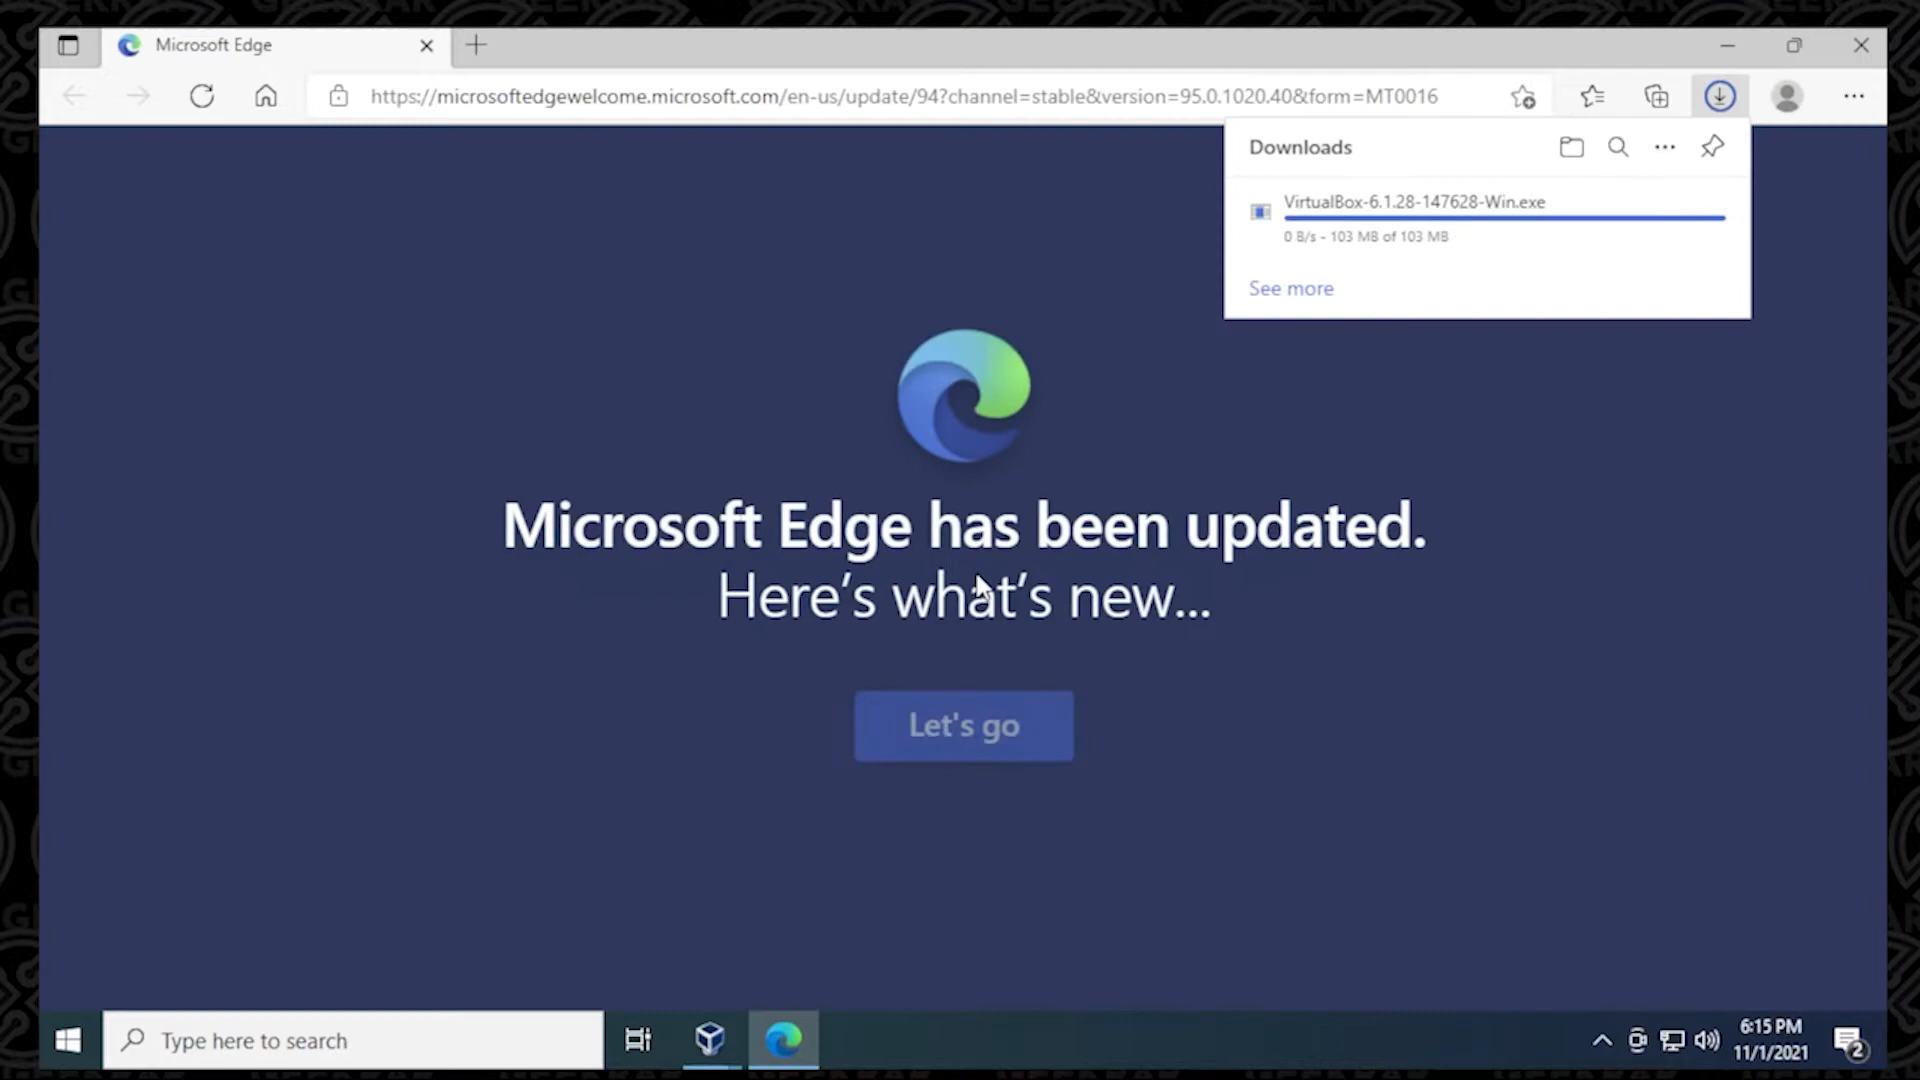 Microsoft Edge
https://microsoftedgewelcome.microsoft.com/en-us/update/94?channel=stable&version=95.0.1020.40&form=MT0016
Downloads
VirtualBox-6.1.28-147628-Win.exe
0 B/s - 103 MB of 103 MB
See more
Microsoft Edge has been updated.
Here’s what’s new...
Let's go
Type here to search
6:15 PM
11/1/2021
2